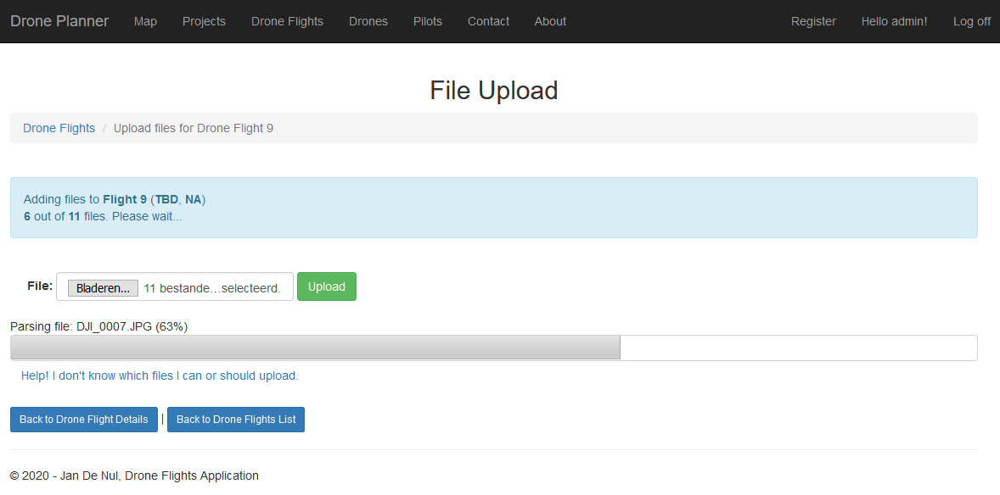 Drone Planner Map Projects Drone Flights Drones Pilots Contact About Register Hello admin! Log off
File Upload
Drone Flights / Upload files for Drone Flight 9
Adding files to Flight 9 (TBD, NA)
6 out of 11 files. Please wait...
File: Bladeren... 11 bestande...selecteerd. Upload
Parsing file: DJI_0007.JPG (63%)
Help! I don't know which files I can or should upload.
Back to Drone Flight Details | Back to Drone Flights List
© 2020 - Jan De Nul, Drone Flights Application